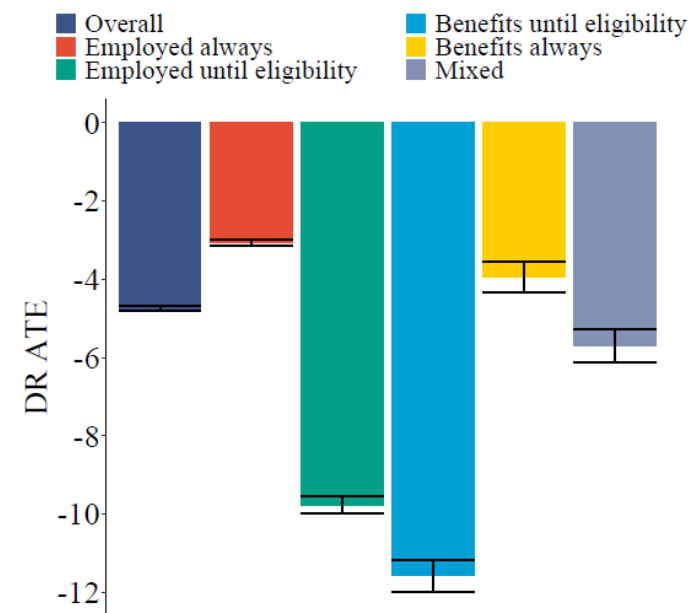 Overall
Employed always
Employed until eligibility
Benefits until eligibility
Benefits always
Mixed
DR ATE
0
-2
-4
-6
-8
-10
-12